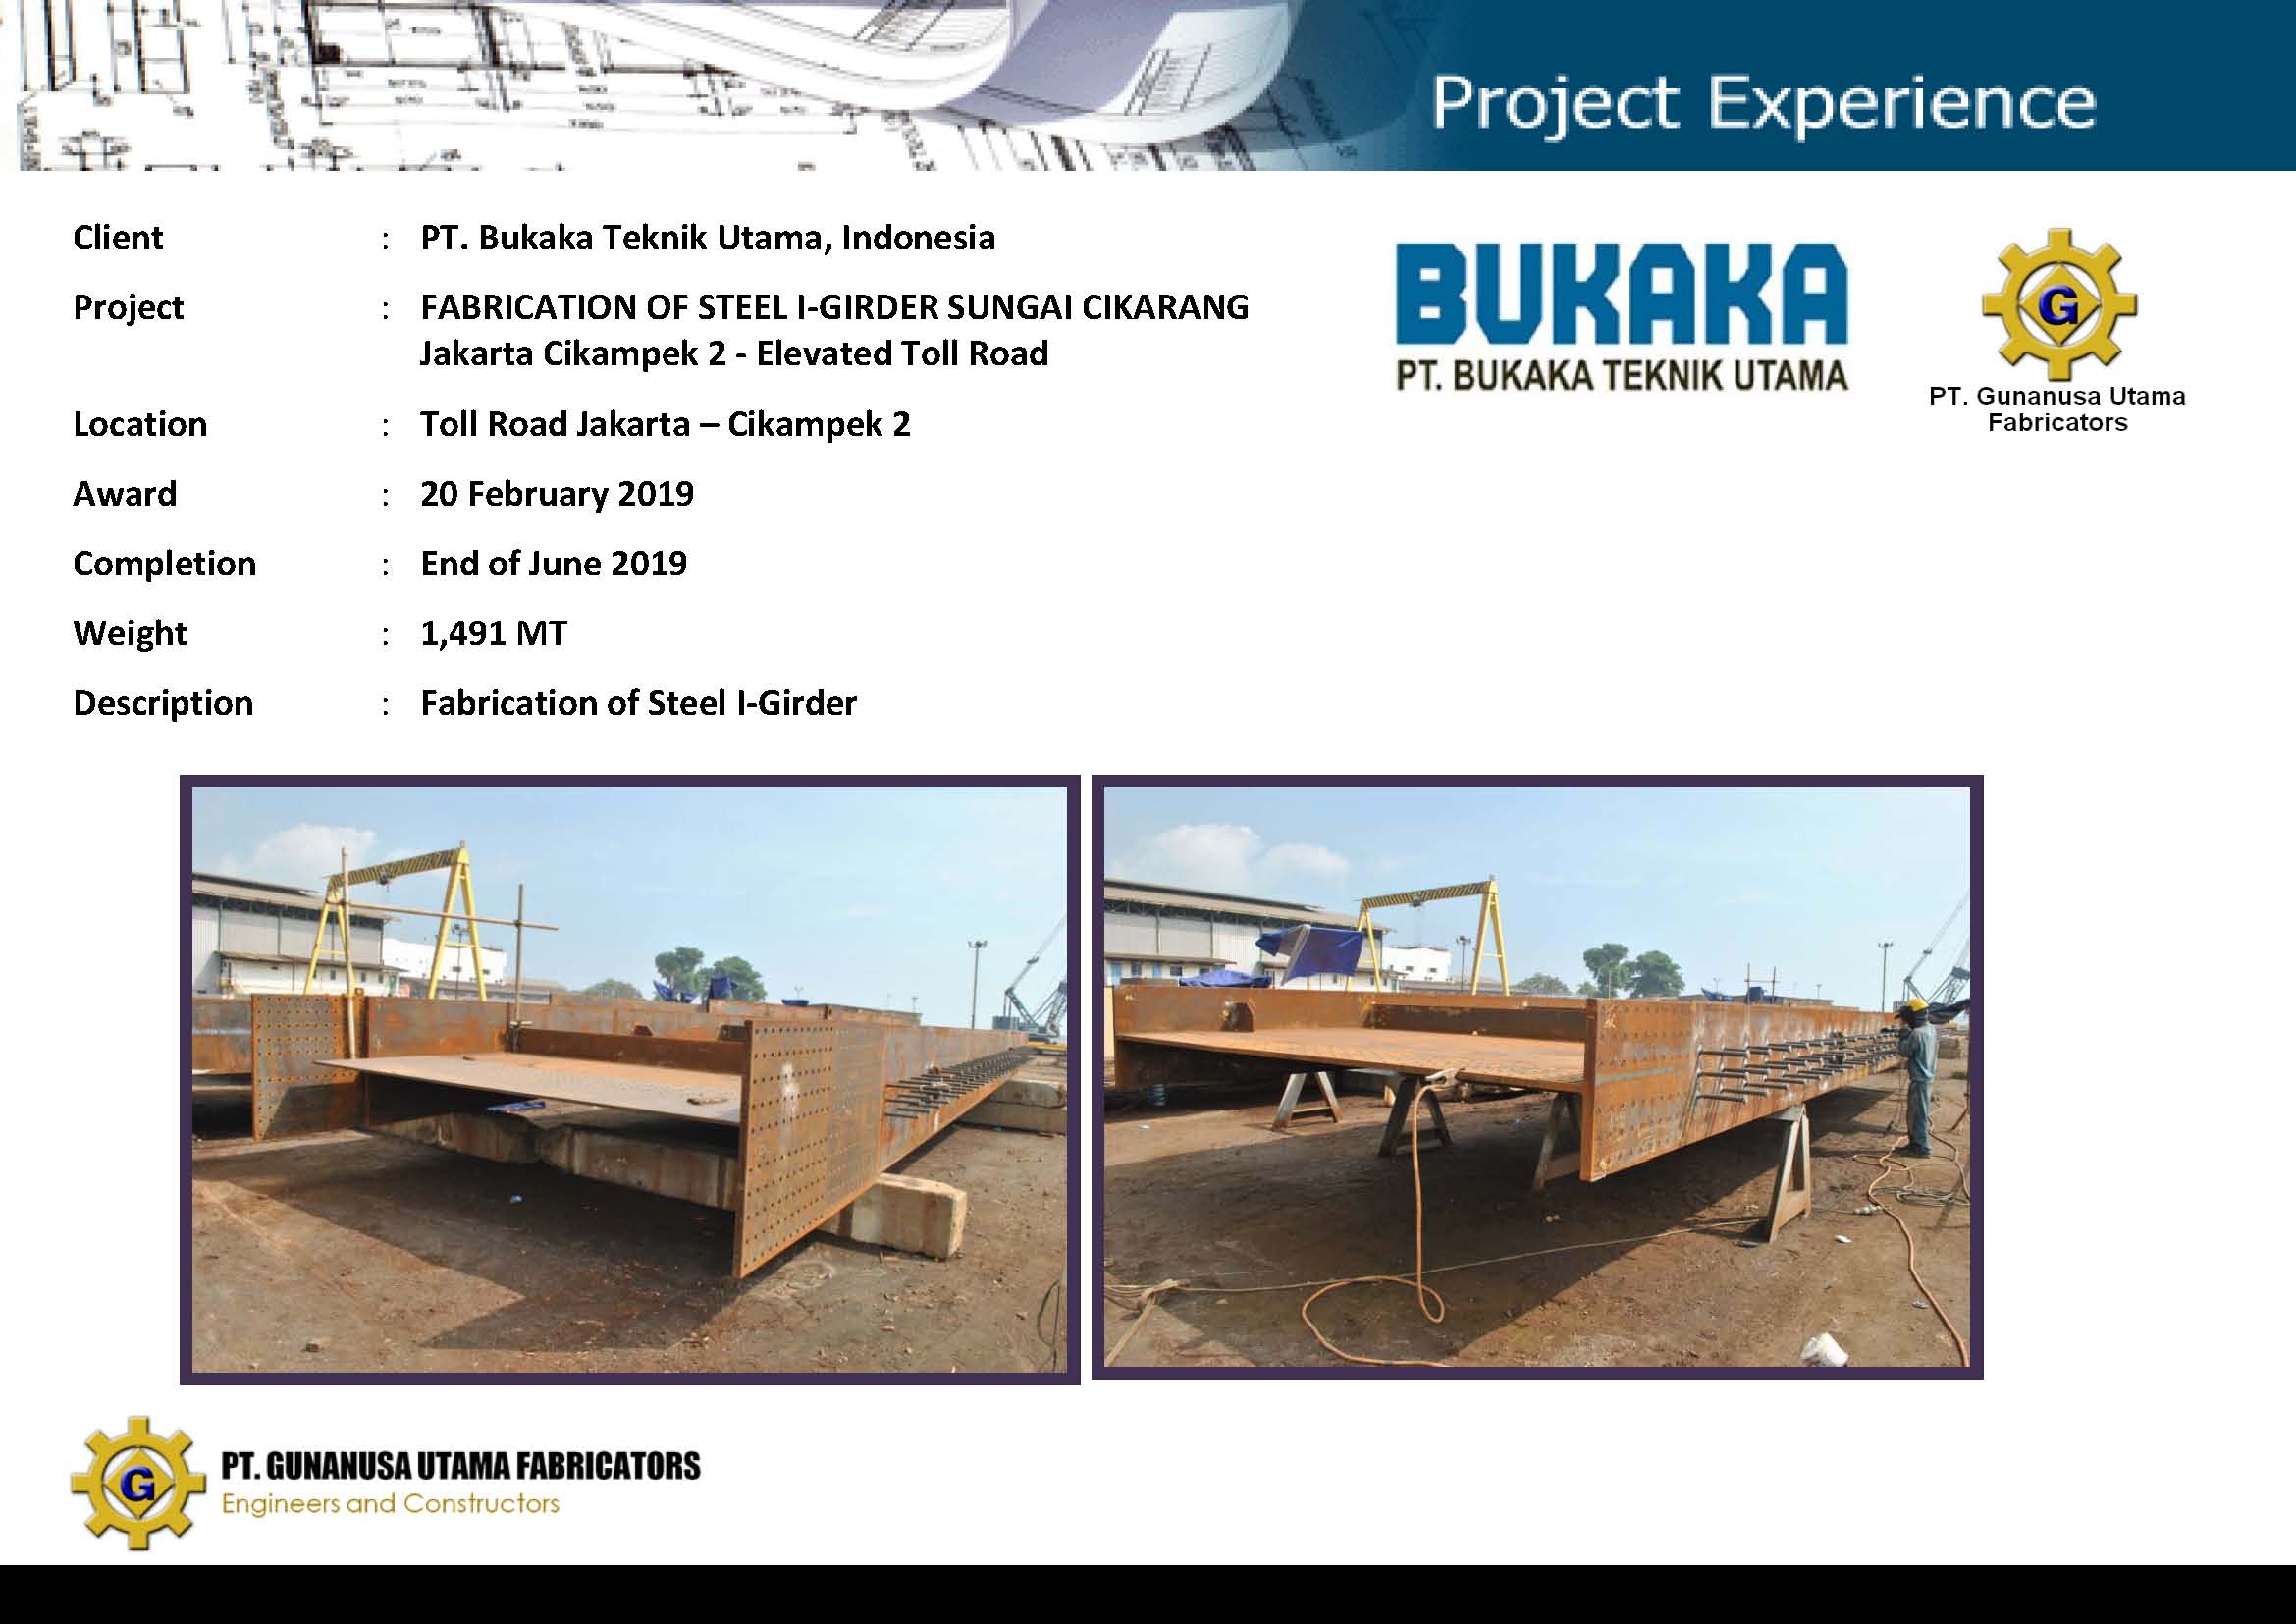 Project Experience
Client : PT. Bukaka Teknik Utama, Indonesia
Project : FABRICATION OF STEEL I-GIRDER SUNGAI CIKARANG
Jakarta Cikampek 2 - Elevated Toll Road
Location : Toll Road Jakarta – Cikampek 2
Award : 20 February 2019
Completion : End of June 2019
Weight : 1,491 MT
Description : Fabrication of Steel I-Girder
BUKAKA
PT. BUKAKA TEKNIK UTAMA
G
PT. Gunanusa Utama
Fabricators
G
PT. GUNANUSA UTAMA FABRICATORS
Engineers and Constructors